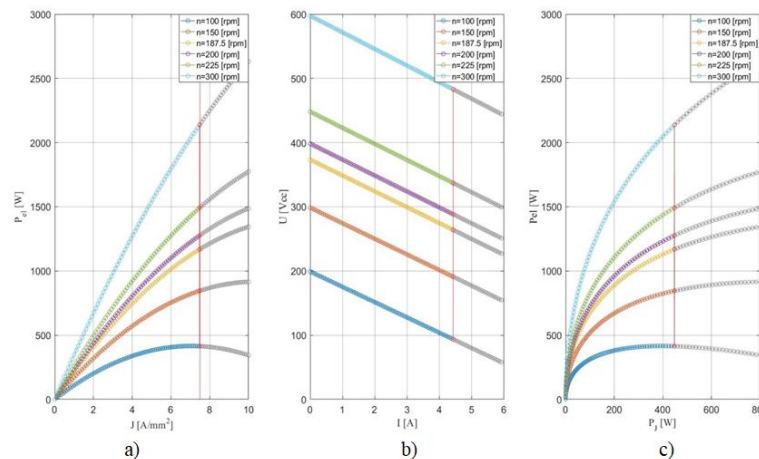 3000
2500
2000
1500
1000
500
0
P_el [W]
0 2 4 6 8 10
J [A/mm²]
n=100 [rpm]
n=150 [rpm]
n=187.5 [rpm]
n=200 [rpm]
n=225 [rpm]
n=300 [rpm]
a)
600
500
400
300
200
100
0
U [Vcc]
0 1 2 3 4 5 6
I [A]
n=100 [rpm]
n=150 [rpm]
n=187.5 [rpm]
n=200 [rpm]
n=225 [rpm]
n=300 [rpm]
b)
3000
2500
2000
1500
1000
500
0
Pel [W]
0 200 400 600 800
P_J [W]
n=100 [rpm]
n=150 [rpm]
n=187.5 [rpm]
n=200 [rpm]
n=225 [rpm]
n=300 [rpm]
c)